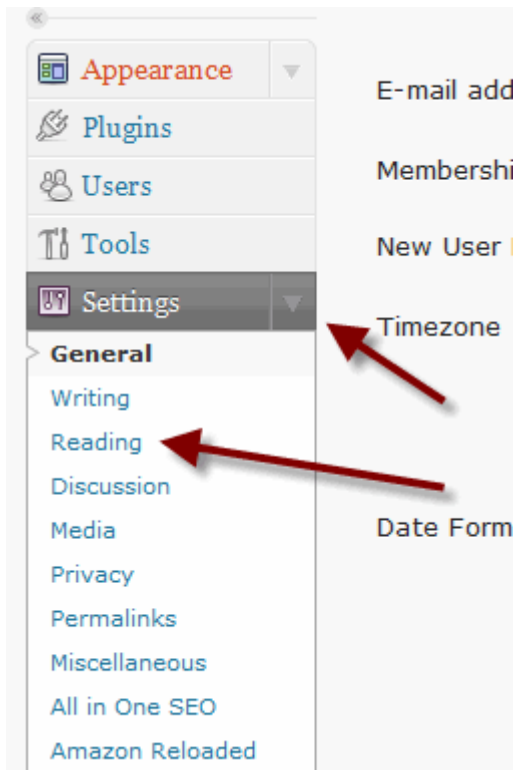 Appearance
Plugins
Users
Tools
Settings
General
Writing
Reading
Discussion
Media
Privacy
Permalinks
Miscellaneous
All in One SEO
Amazon Reloaded
E-mail add
Membershi
New User
Timezone
Date Form